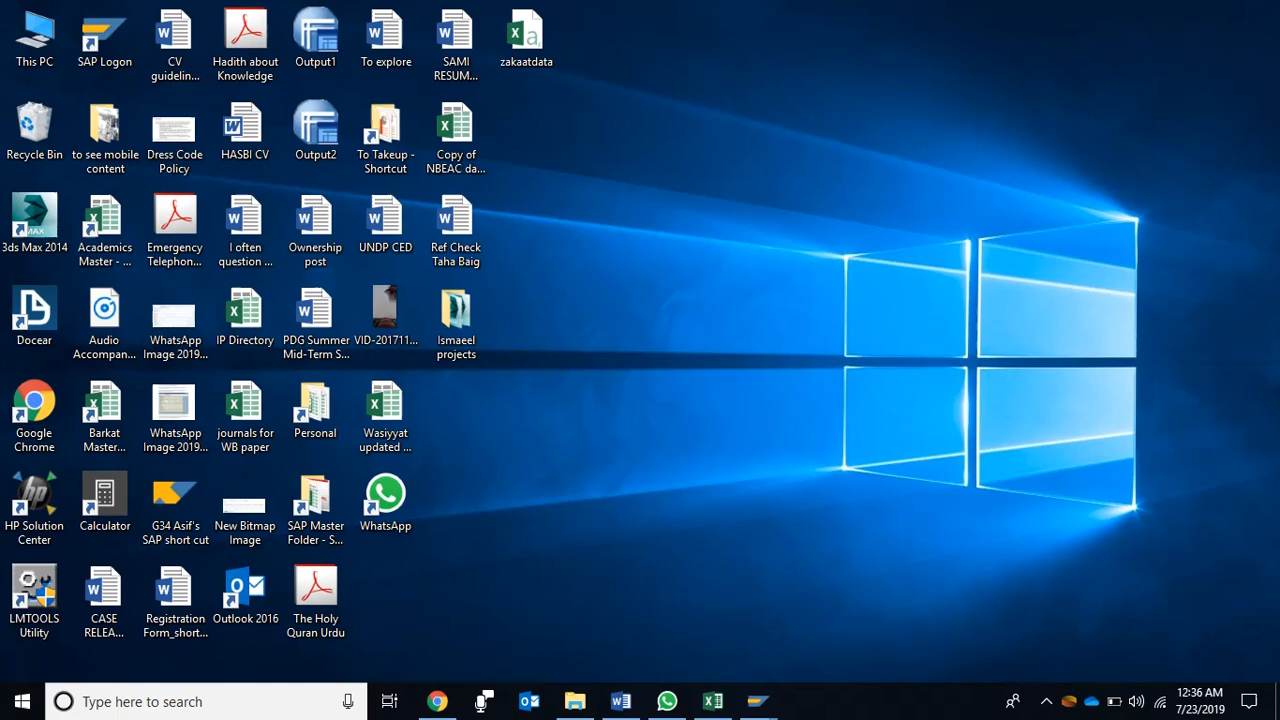 This PC
SAP Logon
CV
guidelin...
Hadith about
Knowledge
Output1
To explore
SAMI
RESUM...
zakaatdata
Recycle Bin
to see mobile
content
Dress Code
Policy
HASBI CV
Output2
To Takeup -
Shortcut
Copy of
NBEAC da...
3ds Max 2014
Academics
Master - ...
Emergency
Telephon...
I often
question ...
Ownership
post
UNDP CED
Ref Check
Taha Baig
Docear
Audio
Accompan...
WhatsApp
Image 2019...
IP Directory
PDG Summer
Mid-Term S...
VID-201711...
Ismaeel
projects
Google
Chrome
Barkat
Master...
WhatsApp
Image 2019...
journals for
WB paper
Personal
Wasiyyat
updated ...
HP Solution
Center
Calculator
G34 Asif's
SAP short cut
New Bitmap
Image
SAP Master
Folder - S...
WhatsApp
LMTOOLS
Utility
CASE
RELEA...
Registration
Form_short...
Outlook 2016
The Holy
Quran Urdu
Type here to search
12:36 AM
7/23/2019